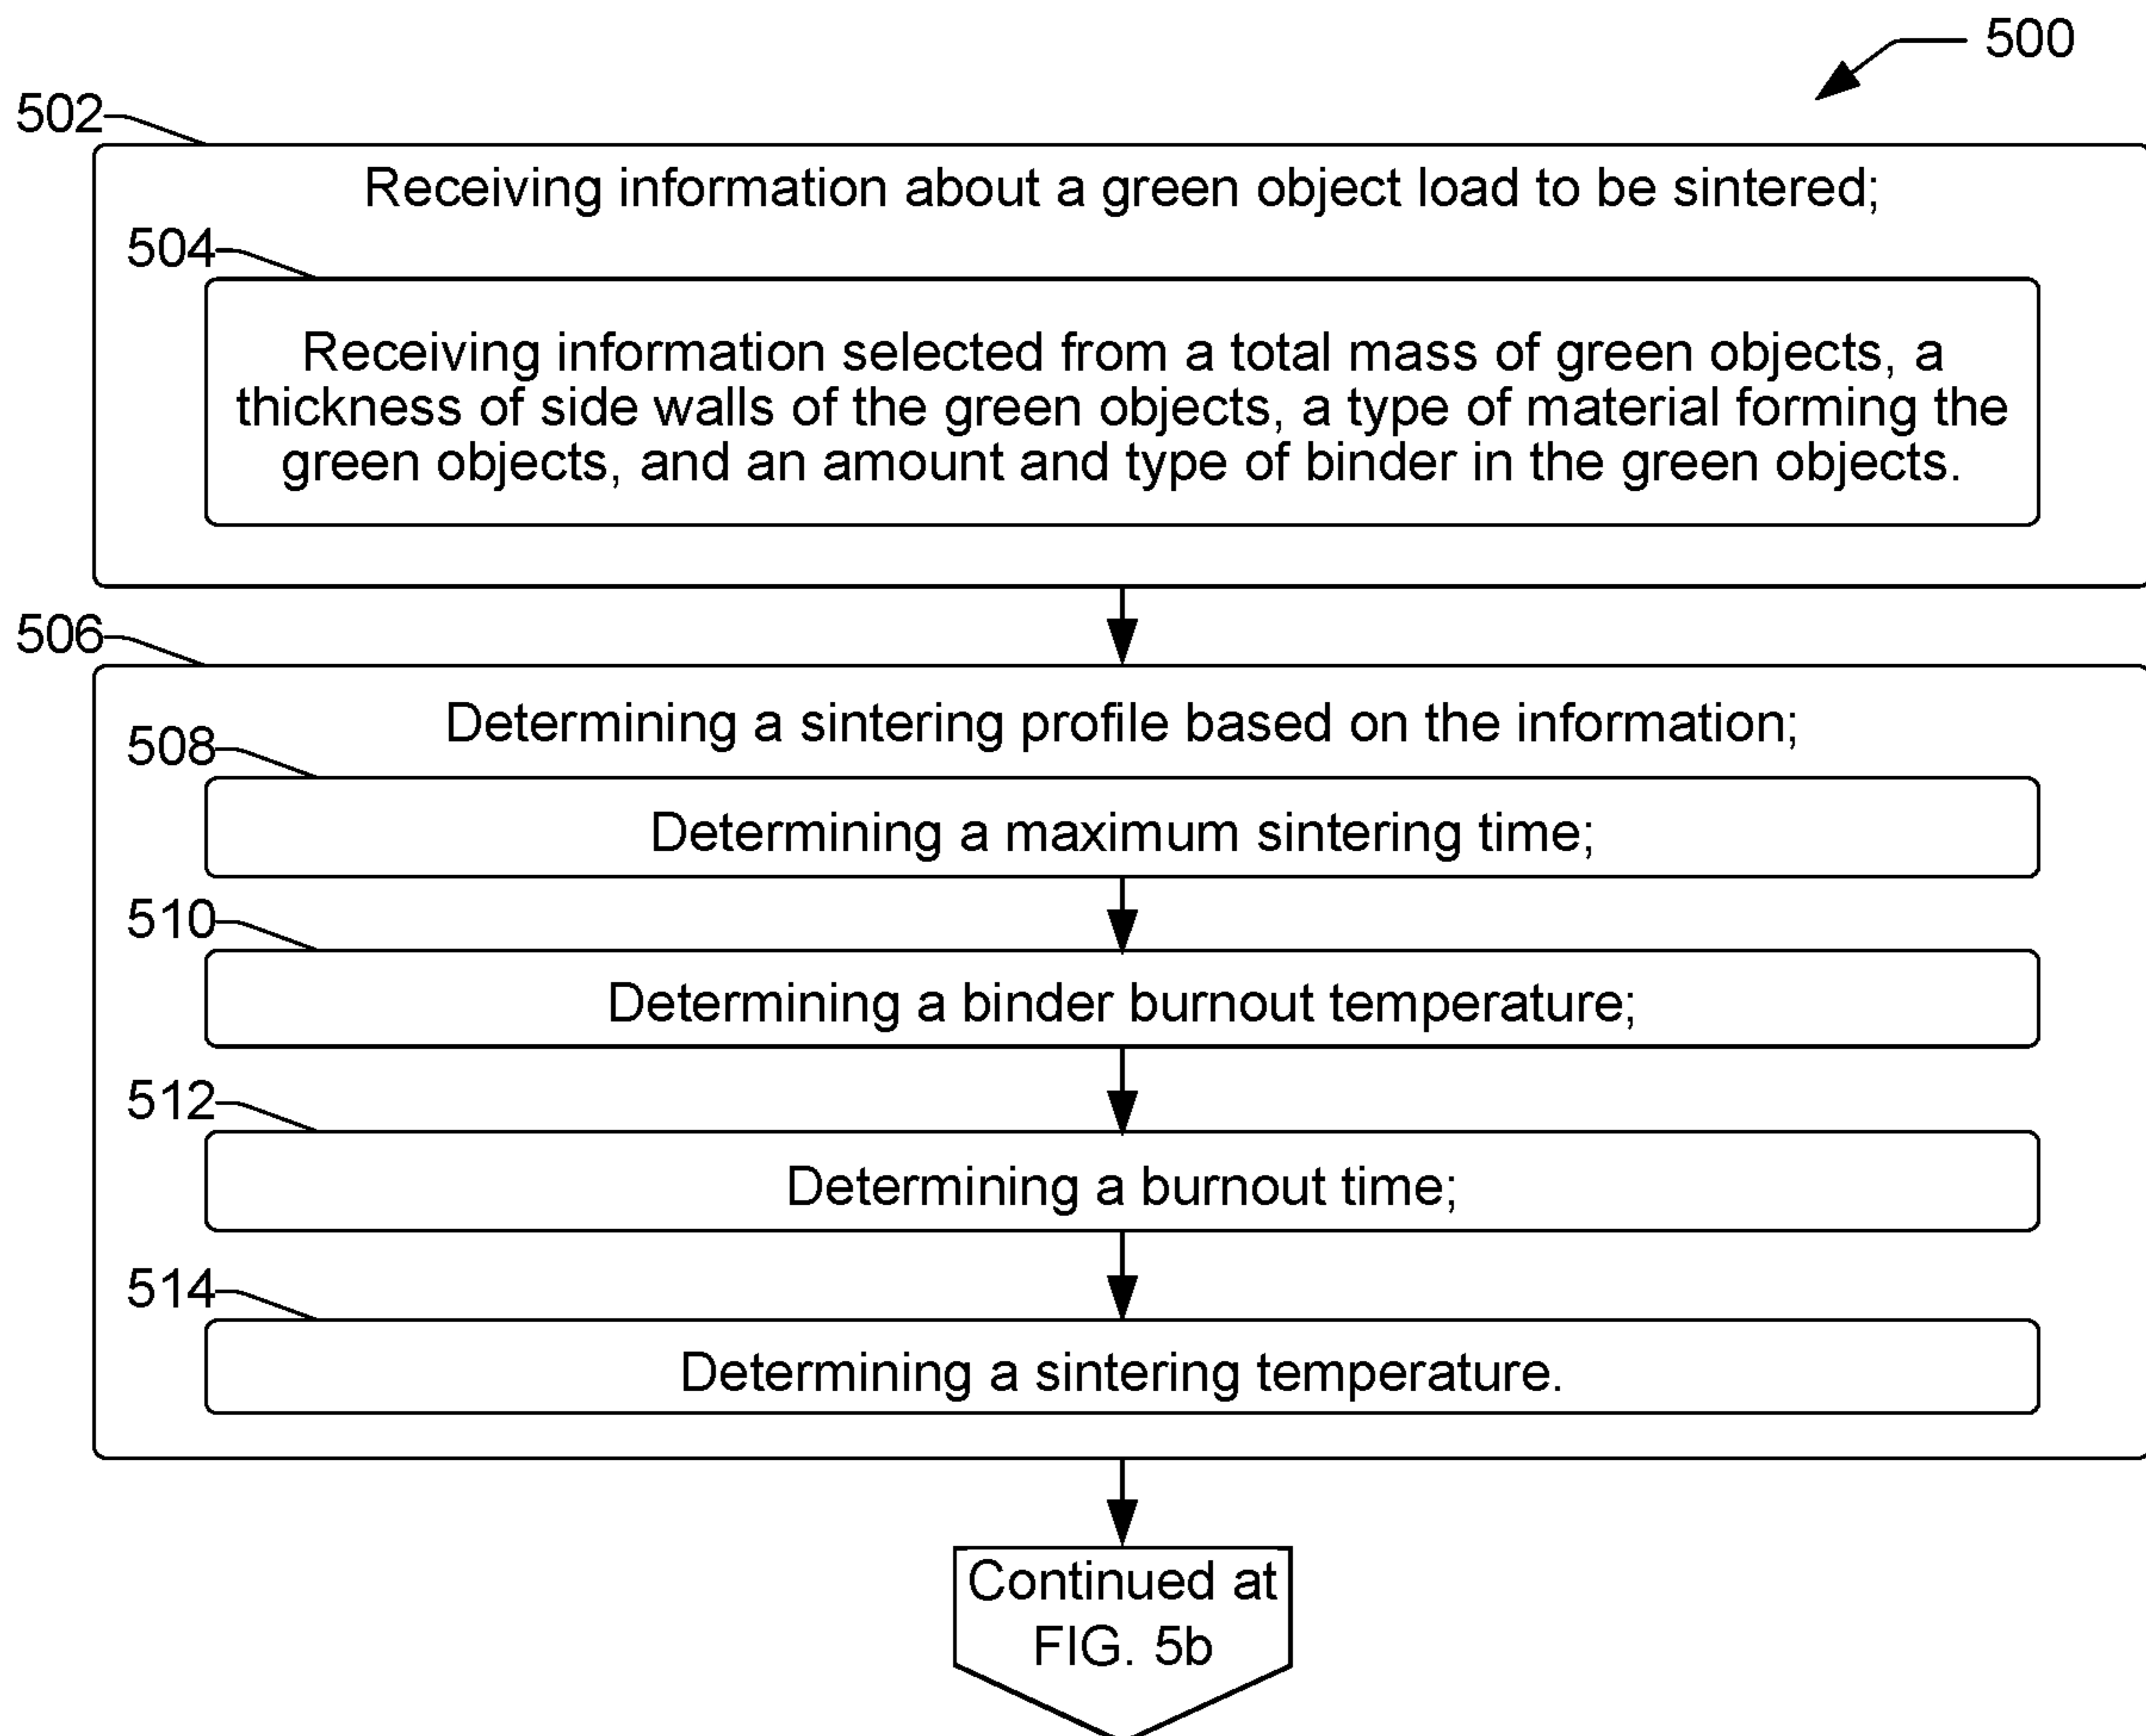 500
502
Receiving information about a green object load to be sintered;
504
Receiving information selected from a total mass of green objects, a
thickness of side walls of the green objects, a type of material forming the
green objects, and an amount and type of binder in the green objects.
506
Determining a sintering profile based on the information;
508
Determining a maximum sintering time;
510
Determining a binder burnout temperature;
512
Determining a burnout time;
514
Determining a sintering temperature.
Continued at
FIG. 5b